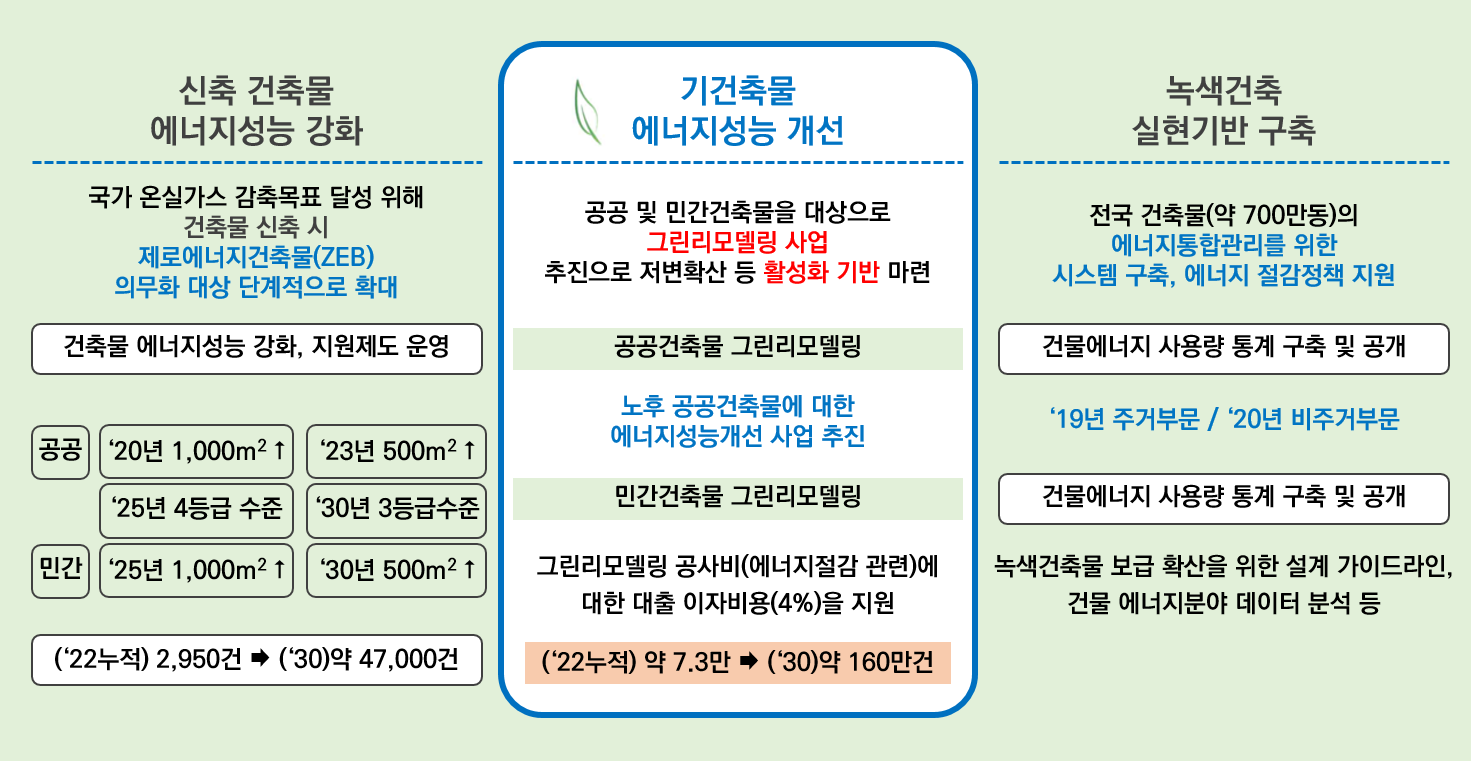 신축 건축물
에너지성능 강화
국가 온실가스 감축목표 달성 위해
건축물 신축 시
제로에너지건축물(ZEB)
의무화 대상 단계적으로 확대
건축물 에너지성능 강화, 지원제도 운영
공공 ‘20년 1,000m² ↑ ‘23년 500m² ↑
‘25년 4등급 수준 ‘30년 3등급수준
민간 ‘25년 1,000m² ↑ ‘30년 500m² ↑
(‘22누적) 2,950건 ➡ (‘30)약 47,000건
기건축물
에너지성능 개선
공공 및 민간건축물을 대상으로
그린리모델링 사업
추진으로 저변확산 등 활성화 기반 마련
공공건축물 그린리모델링
노후 공공건축물에 대한
에너지성능개선 사업 추진
민간건축물 그린리모델링
그린리모델링 공사비(에너지절감 관련)에
대한 대출 이자비용(4%)을 지원
(‘22누적) 약 7.3만 ➡ (‘30)약 160만건
녹색건축
실현기반 구축
전국 건축물(약 700만동)의
에너지통합관리를 위한
시스템 구축, 에너지 절감정책 지원
건물에너지 사용량 통계 구축 및 공개
‘19년 주거부문 / ‘20년 비주거부문
건물에너지 사용량 통계 구축 및 공개
녹색건축물 보급 확산을 위한 설계 가이드라인,
건물 에너지분야 데이터 분석 등